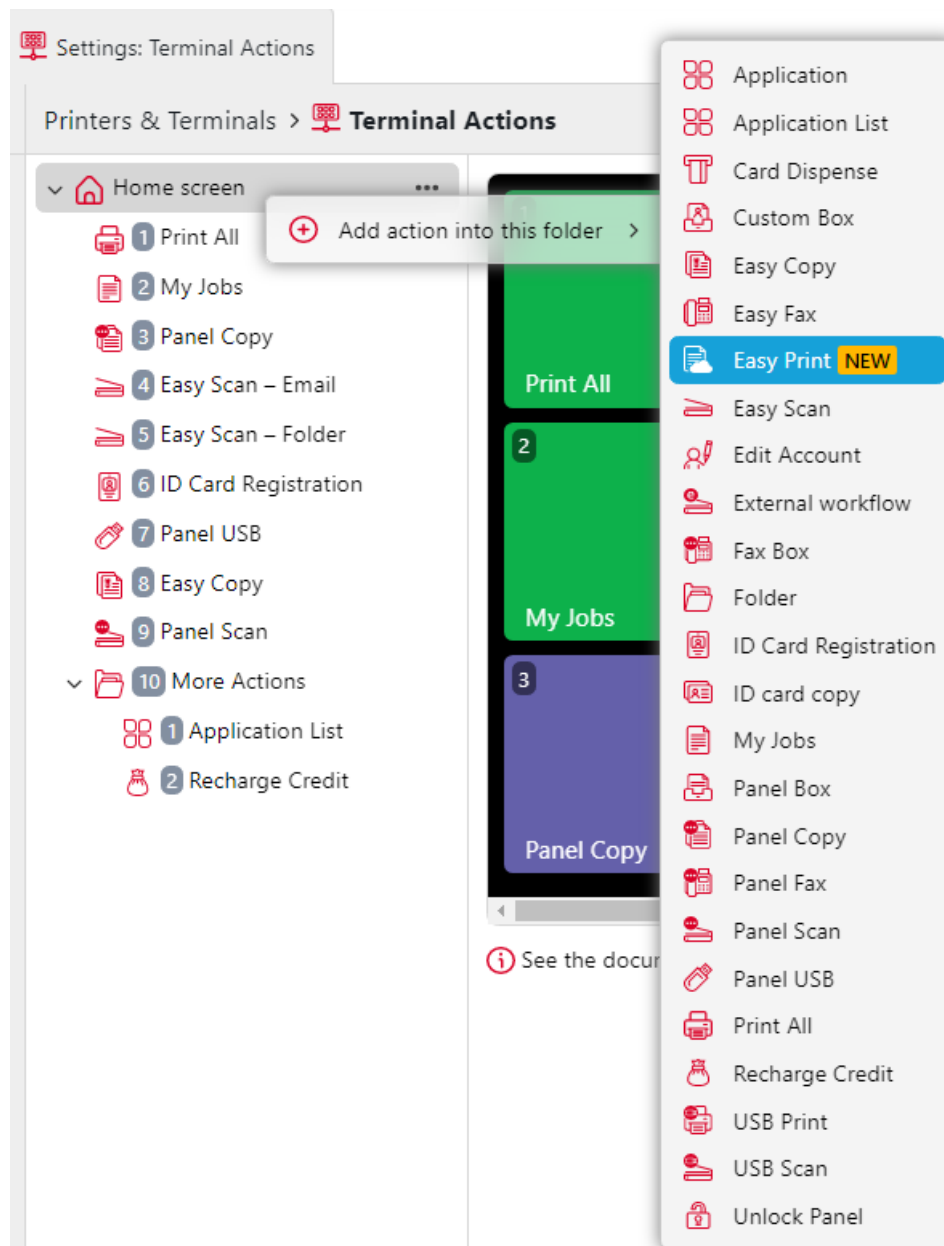 Settings: Terminal Actions
Printers & Terminals > Terminal Actions
Home screen
1 Print All
2 My Jobs
3 Panel Copy
4 Easy Scan – Email
5 Easy Scan – Folder
6 ID Card Registration
7 Panel USB
8 Easy Copy
9 Panel Scan
10 More Actions
1 Application List
2 Recharge Credit
Add action into this folder >
1
Print All
2
My Jobs
3
Panel Copy
See the
Application
Application List
Card Dispense
Custom Box
Easy Copy
Easy Fax
Easy Print NEW
Easy Scan
Edit Account
External workflow
Fax Box
Folder
ID Card Registration
ID card copy
My Jobs
Panel Box
Panel Copy
Panel Fax
Panel Scan
Panel USB
Print All
Recharge Credit
USB Print
USB Scan
Unlock Panel